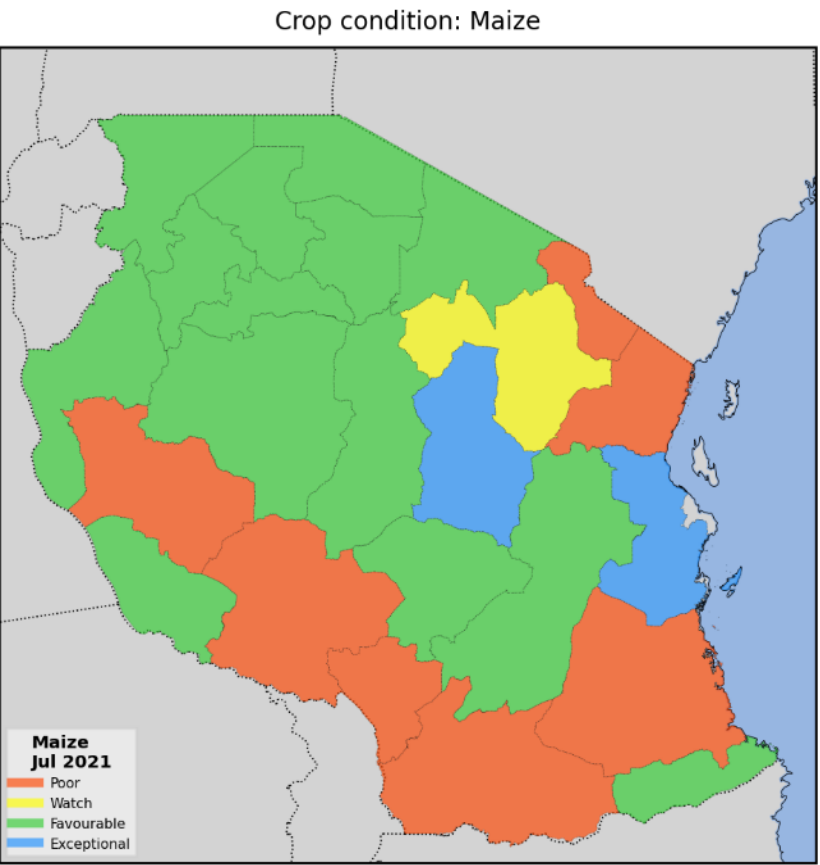 Crop condition: Maize
Maize
Jul 2021
Poor
Watch
Favourable
Exceptional